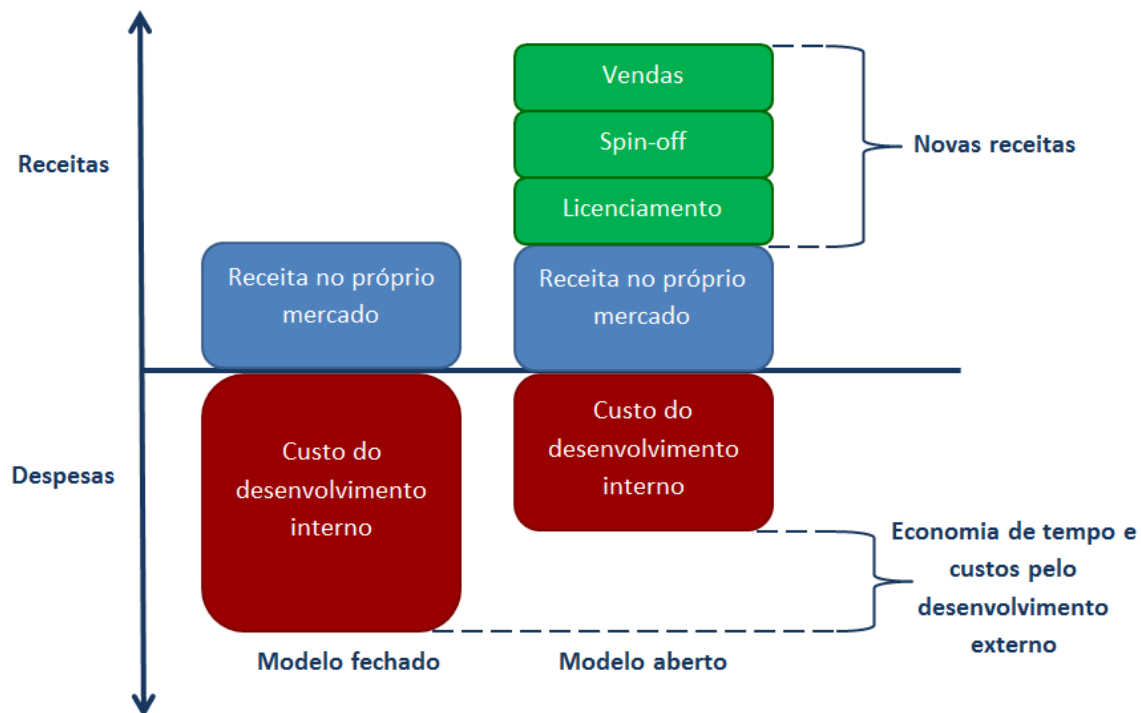 Vendas
Spin-off
Licenciamento
Novas receitas
Receitas
Receita no próprio
mercado
Receita no próprio
mercado
Despesas
Custo do
desenvolvimento
interno
Custo do
desenvolvimento
interno
Economia de tempo e
custos pelo
desenvolvimento
externo
Modelo fechado
Modelo aberto